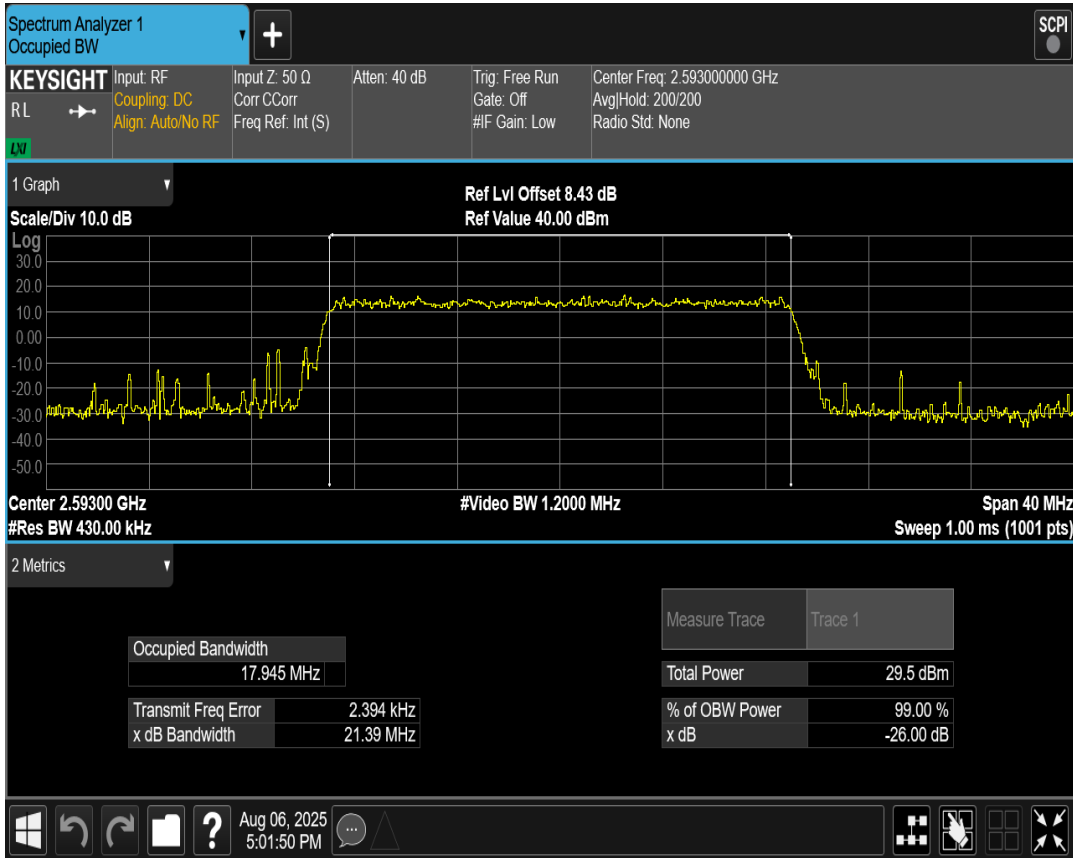 Spectrum Analyzer 1
Occupied BW
+
SCPI
KEYSIGHT
RL
LXI
Input: RF
Coupling: DC
Align: Auto/No RF
Input Z: 50 Ω
Corr CCorr
Freq Ref: Int (S)
Atten: 40 dB
Trig: Free Run
Gate: Off
#IF Gain: Low
Center Freq: 2.593000000 GHz
Avg|Hold: 200/200
Radio Std: None
1 Graph
Scale/Div 10.0 dB
Ref Lvl Offset 8.43 dB
Ref Value 40.00 dBm
Log
30.0
20.0
10.0
0.00
-10.0
-20.0
-30.0
-40.0
-50.0
Center 2.59300 GHz
#Video BW 1.2000 MHz
Span 40 MHz
#Res BW 430.00 kHz
Sweep 1.00 ms (1001 pts)
2 Metrics
Measure Trace
Trace 1
Occupied Bandwidth
17.945 MHz
Total Power
29.5 dBm
Transmit Freq Error
2.394 kHz
% of OBW Power
99.00 %
x dB Bandwidth
21.39 MHz
x dB
-26.00 dB
?
Aug 06, 2025
5:01:50 PM